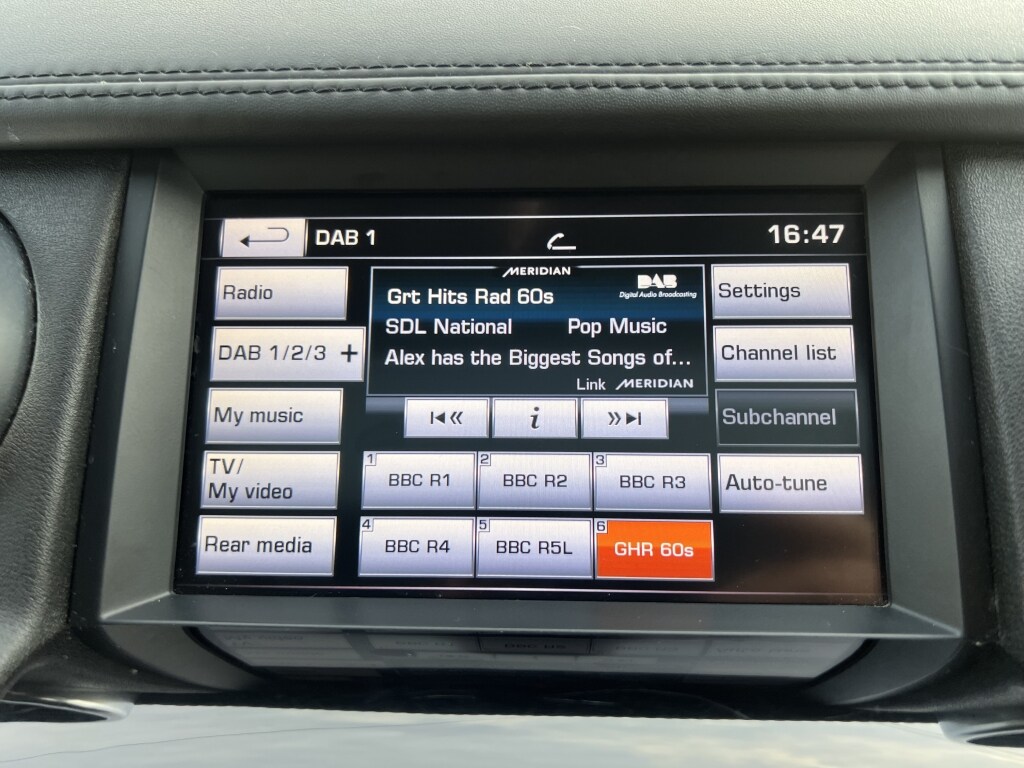 DAB 1
16:47
Radio
DAB 1/2/3 +
My music
TV/
My video
Rear media
MERIDIAN
Grt Hits Rad 60s
DAB
Digital Audio Broadcasting
SDL National Pop Music
Alex has the Biggest Songs of...
Link MERIDIAN
i
1 BBC R1
2 BBC R2
3 BBC R3
4 BBC R4
5 BBC R5L
6 GHR 60s
Settings
Channel list
Subchannel
Auto-tune